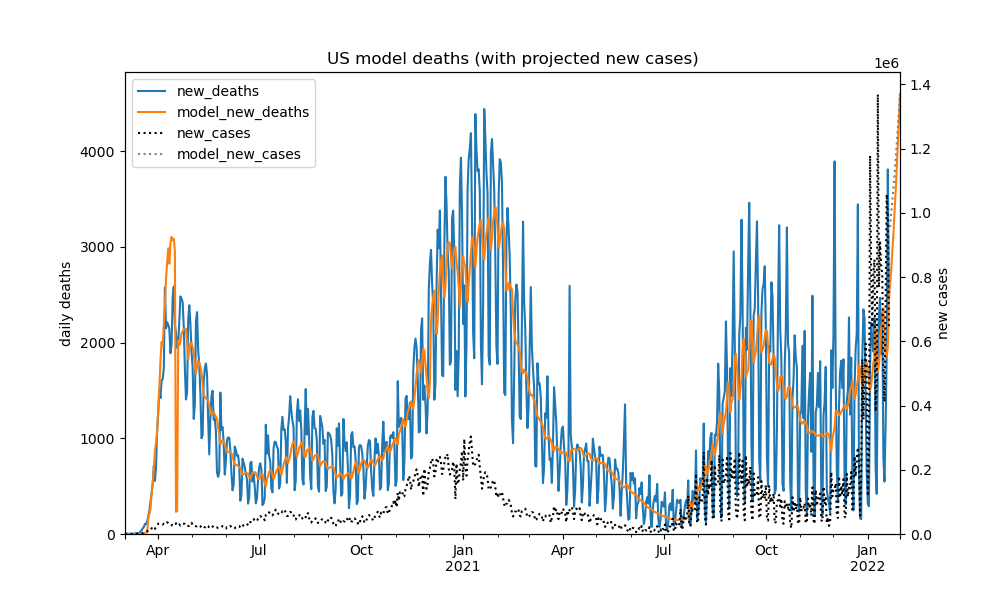 US model deaths (with projected new cases)
1e6
new_deaths
model_new_deaths
new_cases
model_new_cases
daily deaths
4000
3000
2000
1000
0
1.4
1.2
1.0
0.8
0.6
0.4
0.2
0.0
new cases
Apr Jul Oct Jan Apr Jul Oct Jan
2021 2022